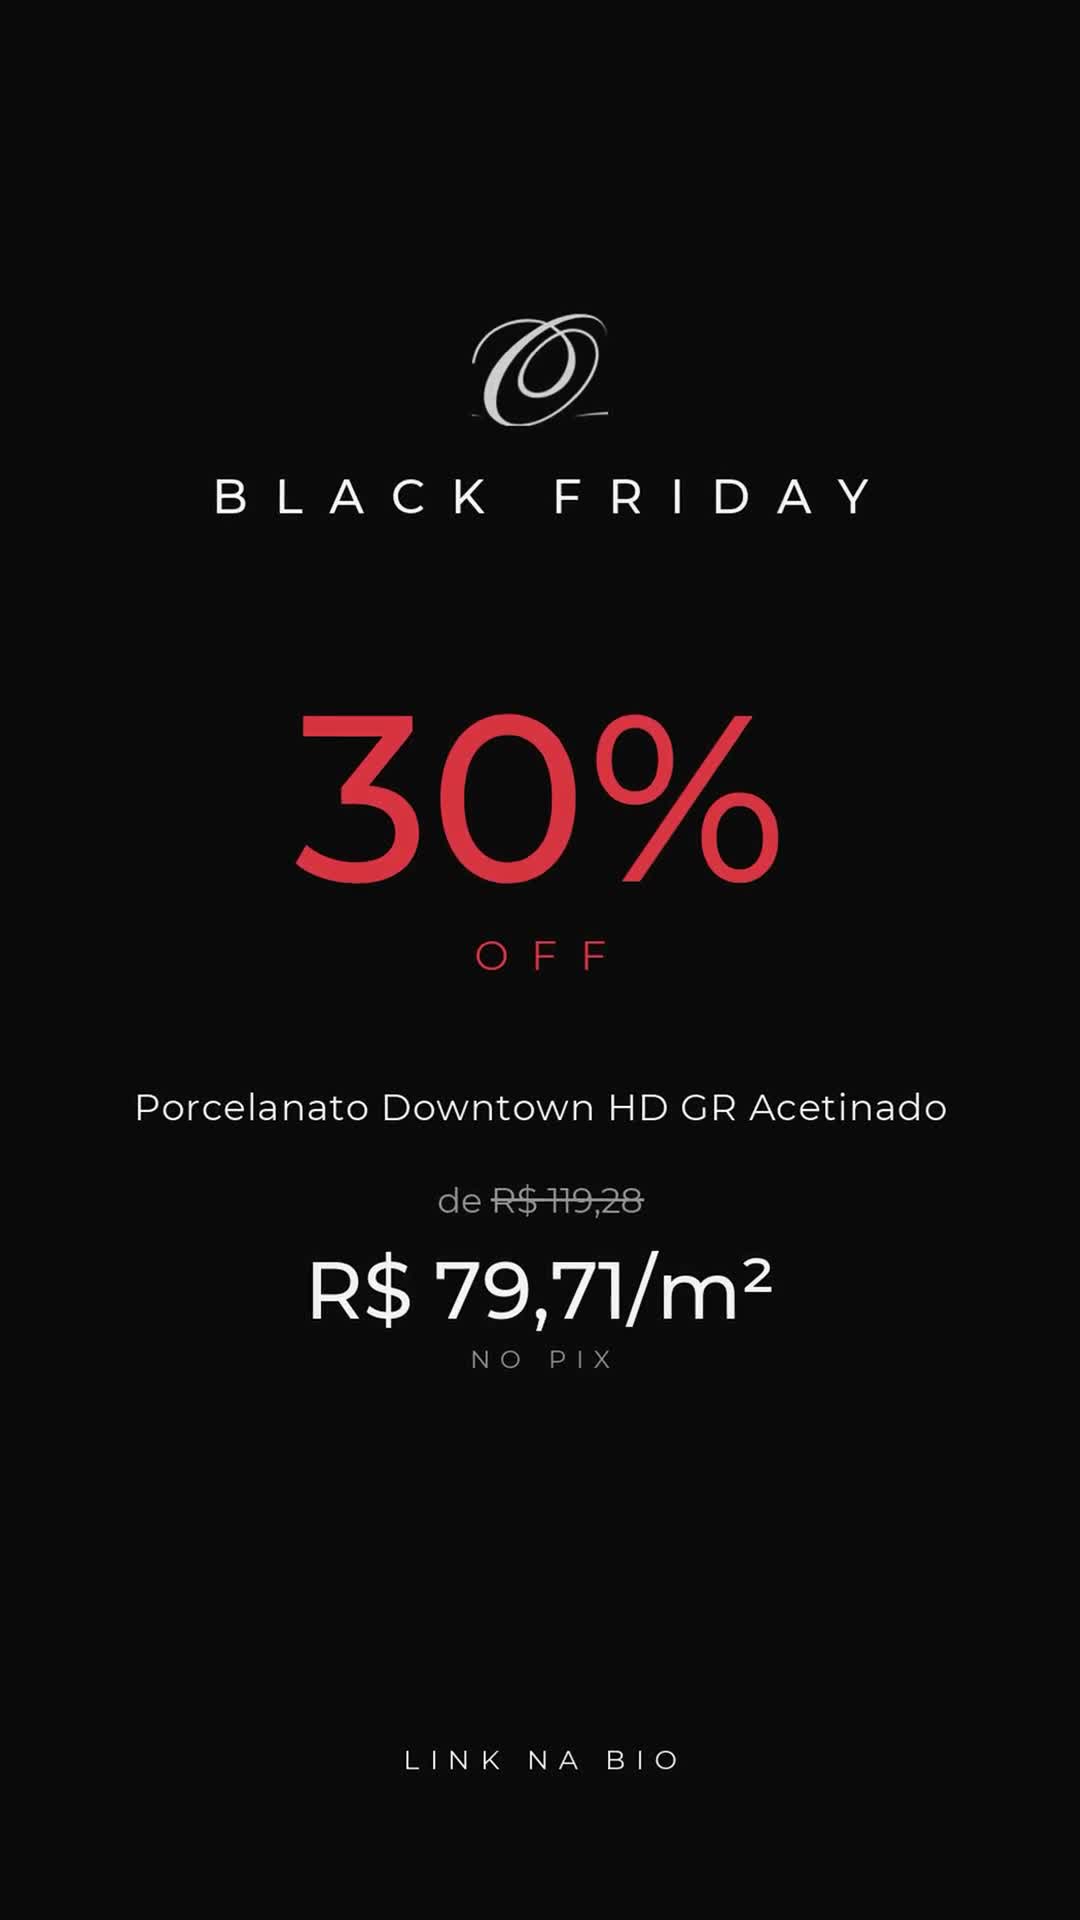 O
BLACK FRIDAY
30%
OFF
Porcelanato Downtown HD GR Acetinado
de R$ 119,28
R$ 79,71/m²
NO PIX
LINK NA BIO